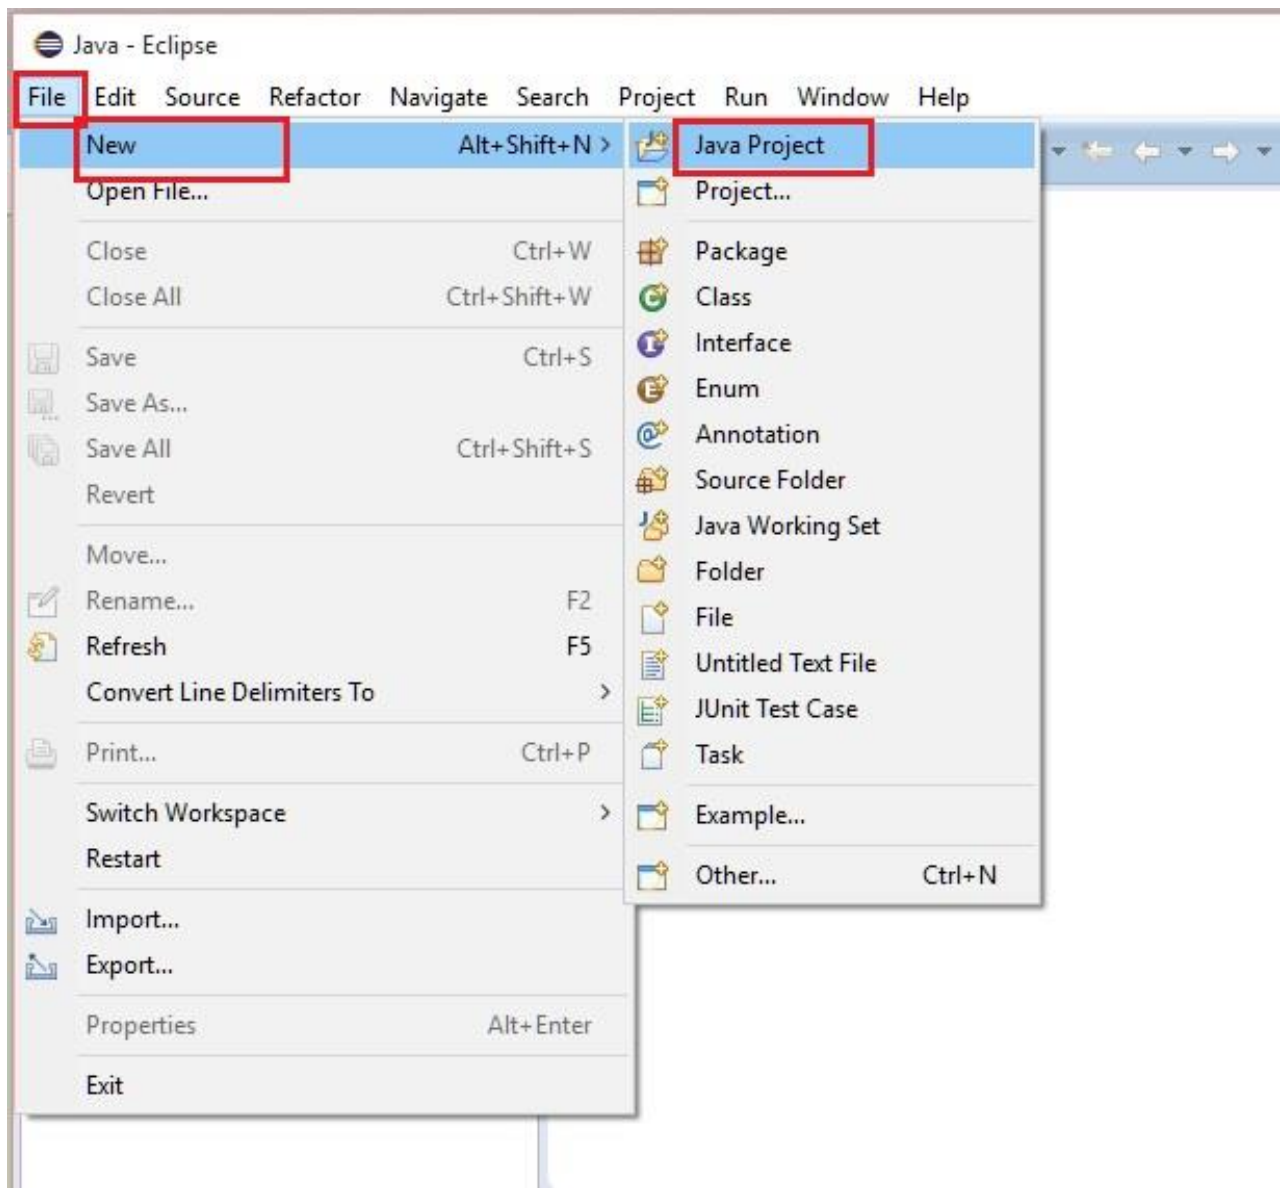 Java - Eclipse
File Edit Source Refactor Navigate Search Project Run Window Help
New Alt+Shift+N >
Open File...
Close Ctrl+W
Close All Ctrl+Shift+W
Save Ctrl+S
Save As...
Save All Ctrl+Shift+S
Revert
Move...
Rename... F2
Refresh F5
Convert Line Delimiters To >
Print... Ctrl+P
Switch Workspace >
Restart
Import...
Export...
Properties Alt+Enter
Exit
Java Project
Project...
Package
Class
Interface
Enum
Annotation
Source Folder
Java Working Set
Folder
File
Untitled Text File
JUnit Test Case
Task
Example...
Other... Ctrl+N